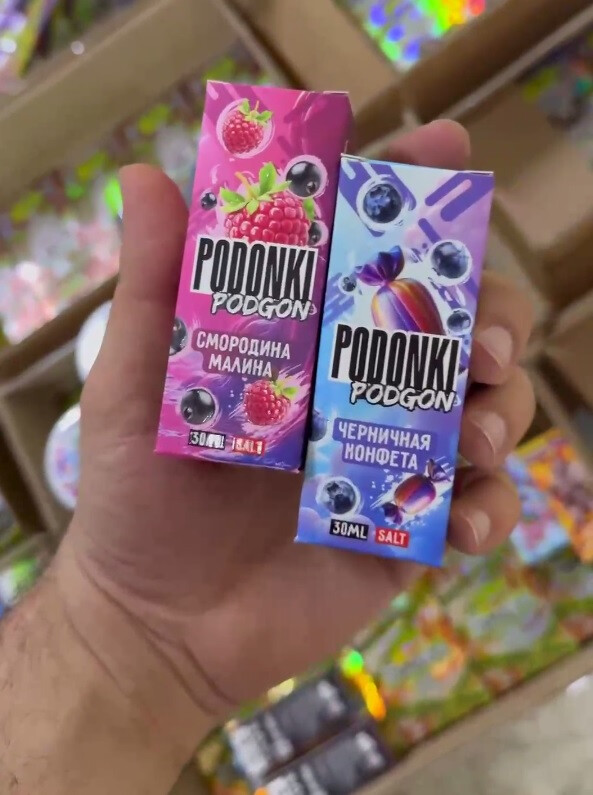 PODONKI
PODGON
СМОРОДИНА
МАЛИНА
30ML SALT
PODONKI
PODGON
ЧЕРНИЧНАЯ
КОНФЕТА
30ML SALT